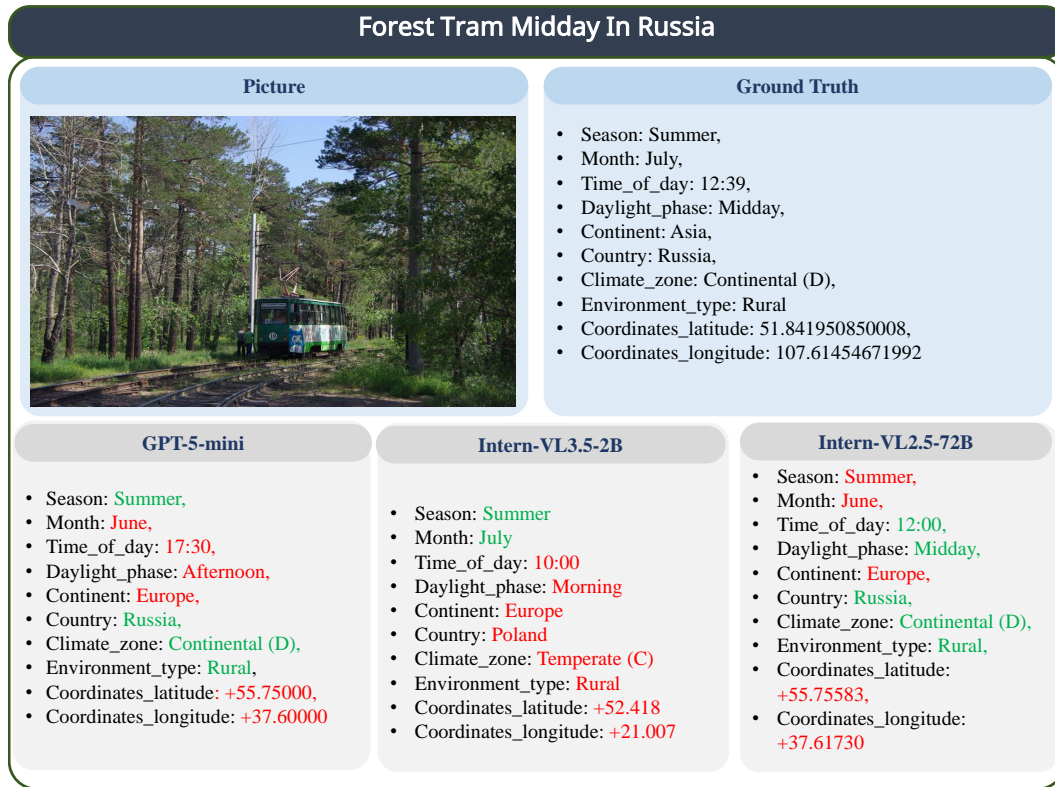 Forest Tram Midday In Russia
Picture
Ground Truth
• Season: Summer,
• Month: July,
• Time_of_day: 12:39,
• Daylight_phase: Midday,
• Continent: Asia,
• Country: Russia,
• Climate_zone: Continental (D),
• Environment_type: Rural
• Coordinates_latitude: 51.841950850008,
• Coordinates_longitude: 107.61454671992
GPT-5-mini
• Season: Summer,
• Month: June,
• Time_of_day: 17:30,
• Daylight_phase: Afternoon,
• Continent: Europe,
• Country: Russia,
• Climate_zone: Continental (D),
• Environment_type: Rural,
• Coordinates_latitude: +55.75000,
• Coordinates_longitude: +37.60000
Intern-VL3.5-2B
• Season: Summer
• Month: July
• Time_of_day: 10:00
• Daylight_phase: Morning
• Continent: Europe
• Country: Poland
• Climate_zone: Temperate (C)
• Environment_type: Rural
• Coordinates_latitude: +52.418
• Coordinates_longitude: +21.007
Intern-VL2.5-72B
• Season: Summer,
• Month: June,
• Time_of_day: 12:00,
• Daylight_phase: Midday,
• Continent: Europe,
• Country: Russia,
• Climate_zone: Continental (D),
• Environment_type: Rural,
• Coordinates_latitude:
+55.75583,
• Coordinates_longitude:
+37.61730